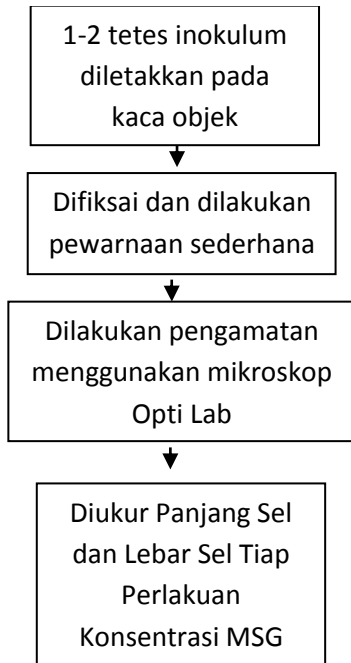 1-2 tetes inokulum
diletakkan pada
kaca objek
Difiksai dan dilakukan
pewarnaan sederhana
Dilakukan pengamatan
menggunakan mikroskop
Opti Lab
Diukur Panjang Sel
dan Lebar Sel Tiap
Perlakuan
Konsentrasi MSG